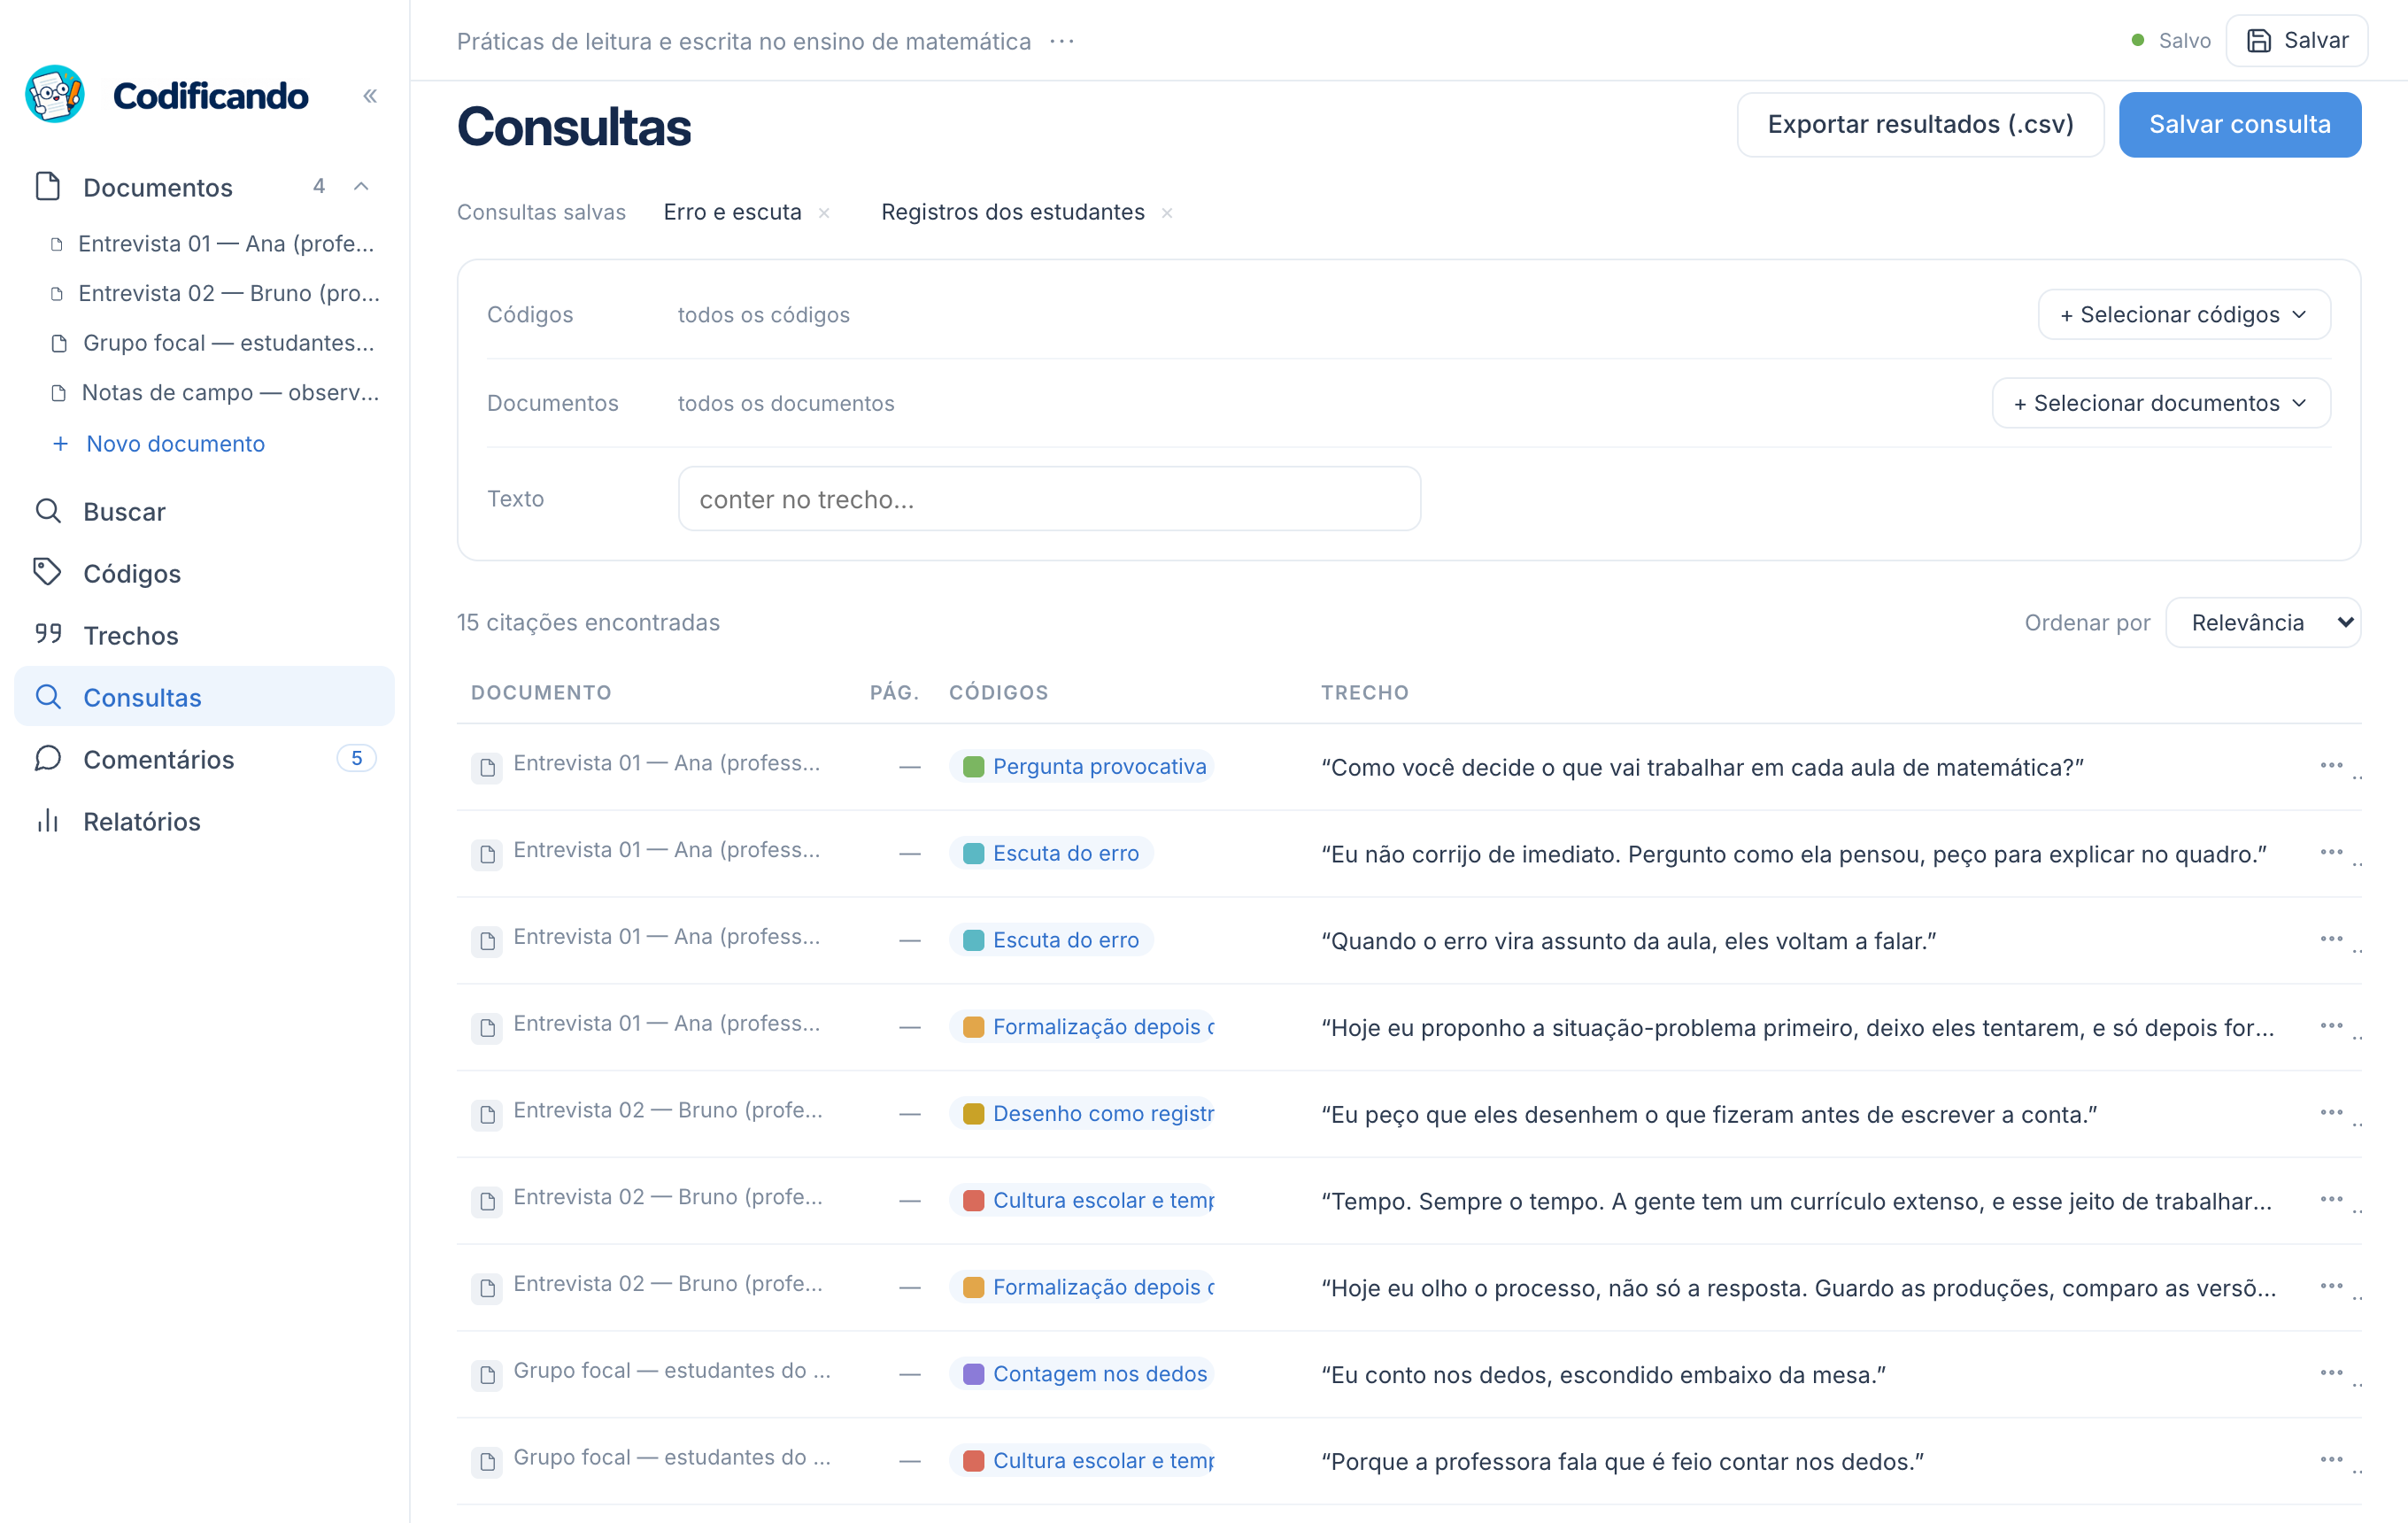 Práticas de leitura e escrita no ensino de matemática ···
Salvo
Salvar
Codificando «
Consultas
Exportar resultados (.csv)
Salvar consulta
Documentos 4
Entrevista 01 — Ana (profe...
Entrevista 02 — Bruno (pro...
Grupo focal — estudantes...
Notas de campo — observ...
+ Novo documento
Buscar
Códigos
Trechos
Consultas
Comentários 5
Relatórios
Consultas salvas Erro e escuta × Registros dos estudantes ×
Códigos todos os códigos + Selecionar códigos
Documentos todos os documentos + Selecionar documentos
Texto conter no trecho...
15 citações encontradas Ordenar por Relevância
DOCUMENTO PÁG. CÓDIGOS TRECHO
Entrevista 01 — Ana (profess... — Pergunta provocativa “Como você decide o que vai trabalhar em cada aula de matemática?”
Entrevista 01 — Ana (profess... — Escuta do erro “Eu não corrijo de imediato. Pergunto como ela pensou, peço para explicar no quadro.”
Entrevista 01 — Ana (profess... — Escuta do erro “Quando o erro vira assunto da aula, eles voltam a falar.”
Entrevista 01 — Ana (profess... — Formalização depois “Hoje eu proponho a situação-problema primeiro, deixo eles tentarem, e só depois for...
Entrevista 02 — Bruno (profe... — Desenho como registr “Eu peço que eles desenhem o que fizeram antes de escrever a conta.”
Entrevista 02 — Bruno (profe... — Cultura escolar e temp “Tempo. Sempre o tempo. A gente tem um currículo extenso, e esse jeito de trabalhar...
Entrevista 02 — Bruno (profe... — Formalização depois “Hoje eu olho o processo, não só a resposta. Guardo as produções, comparo as versõ...
Grupo focal — estudantes do ... — Contagem nos dedos “Eu conto nos dedos, escondido embaixo da mesa.”
Grupo focal — estudantes do ... — Cultura escolar e temp “Porque a professora fala que é feio contar nos dedos.”